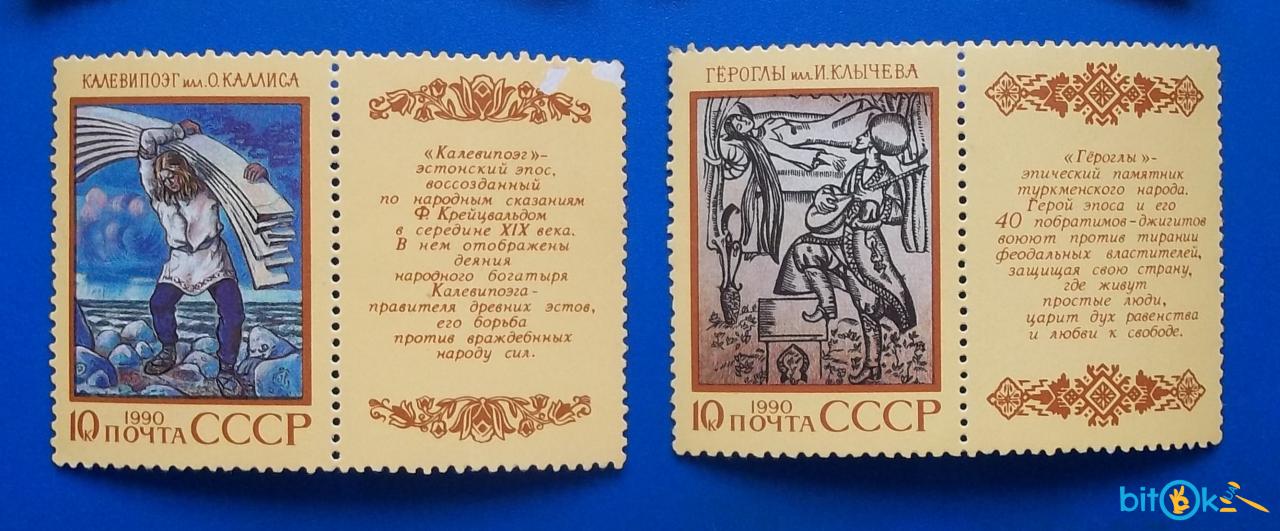 КАЛЕВИПОЭГ илл. О. КАЛЛИСА
10к 1990
ПОЧТА СССР
«Калевипоэг»-
эстонский эпос,
воссозданный
по народным сказаниям
Ф. Крейцвальдом
в середине XIX века.
В нем отображены
деяния
народного богатыря
Калевипоэга-
правителя древних эстов,
его борьба
против враждебнных
народу сил.
ГЁРОГЛЫ илл. И. КЛЫЧЕВА
10к 1990
ПОЧТА СССР
«Гёроглы»-
эпический памятник
туркменского народа.
Герой эпоса и его
40 побратимов-джигитов
воюют против тирании
феодальных властителей,
защищая свою страну,
где живут
простые люди,
царит дух равенства
и любви к свободе.
bitOk UA